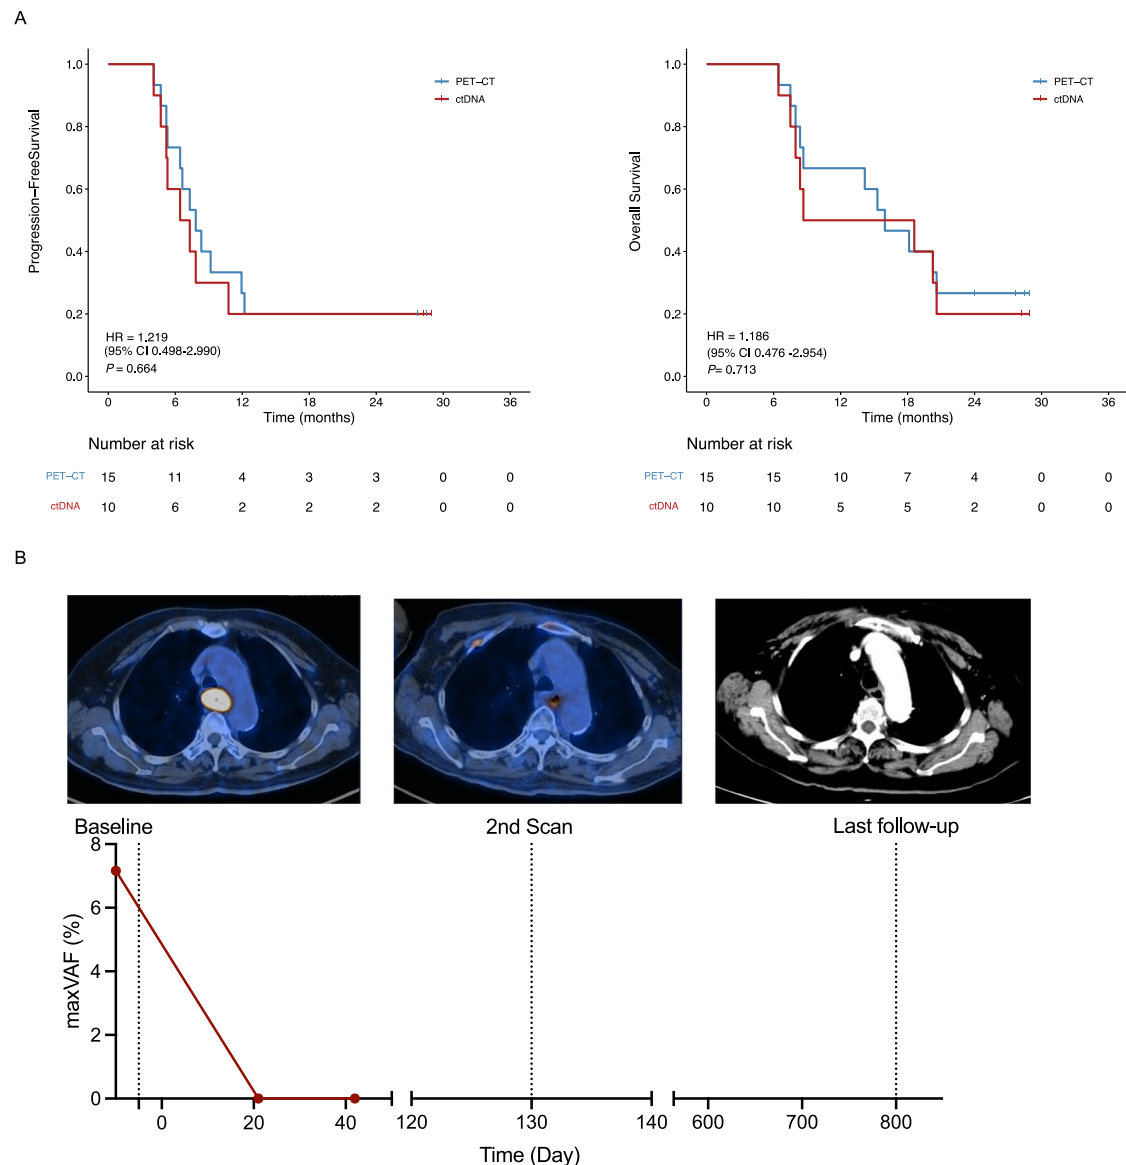 A
1.0
0.8
0.6
0.4
0.2
0.0
Progression–FreeSurvival
PET–CT
ctDNA
HR = 1.219
(95% CI 0.498-2.990)
P = 0.664
0 6 12 18 24 30 36
Time (months)
Number at risk
PET–CT 15 11 4 3 3 0 0
ctDNA 10 6 2 2 2 0 0
1.0
0.8
0.6
0.4
0.2
0.0
Overall Survival
PET–CT
ctDNA
HR = 1.186
(95% CI 0.476 -2.954)
P= 0.713
0 6 12 18 24 30 36
Time (months)
Number at risk
PET–CT 15 15 10 7 4 0 0
ctDNA 10 10 5 5 2 0 0
B
Baseline 2nd Scan Last follow-up
8
6
4
2
0
maxVAF (%)
0 20 40 120 130 140 600 700 800
Time (Day)